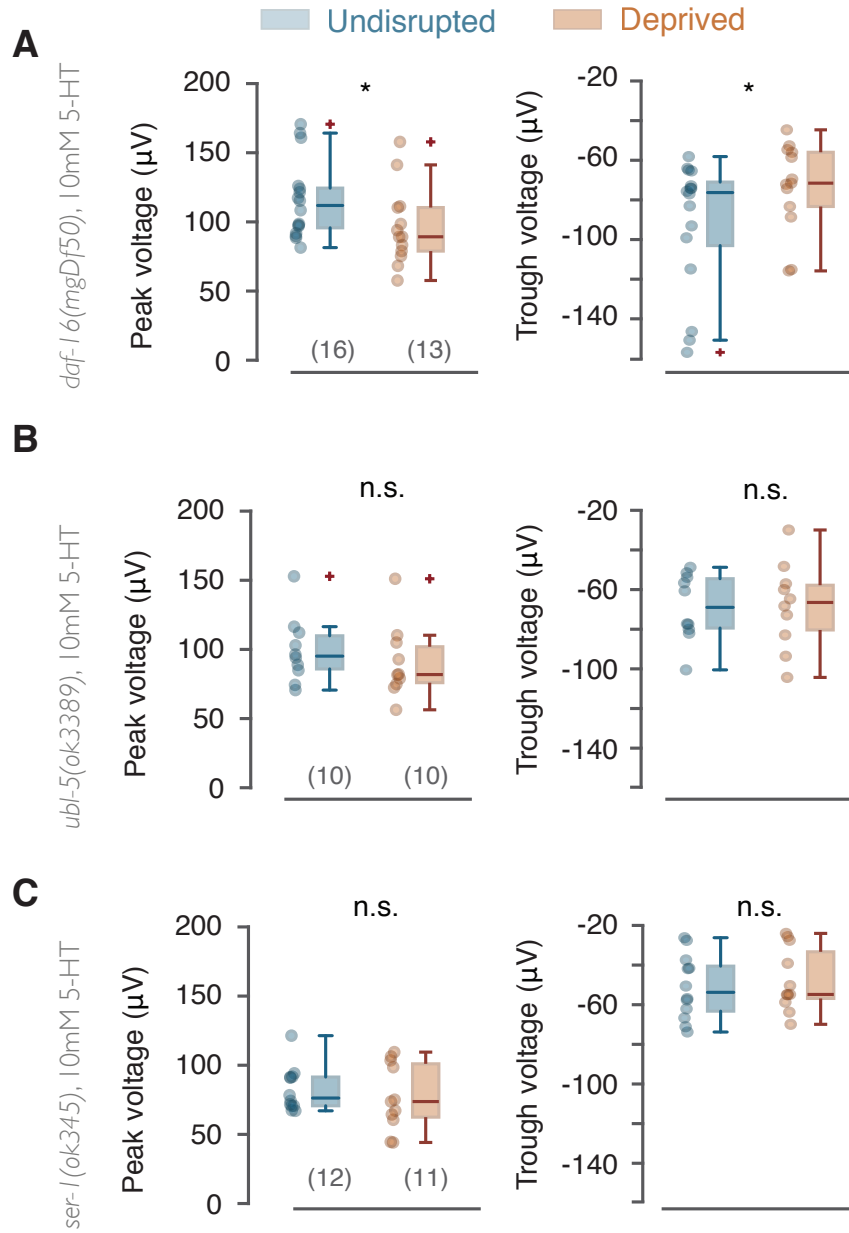 Undisrupted Deprived
A
daf-16(mgDf50), 10mM 5-HT
Peak voltage (µV)
200
150
100
50
0
*
(16) (13)
Trough voltage (µV)
-20
-60
-100
-140
*
B
ubl-5(ok3389), 10mM 5-HT
Peak voltage (µV)
200
150
100
50
0
n.s.
(10) (10)
Trough voltage (µV)
-20
-60
-100
-140
n.s.
C
ser-1(ok345), 10mM 5-HT
Peak voltage (µV)
200
150
100
50
0
n.s.
(12) (11)
Trough voltage (µV)
-20
-60
-100
-140
n.s.